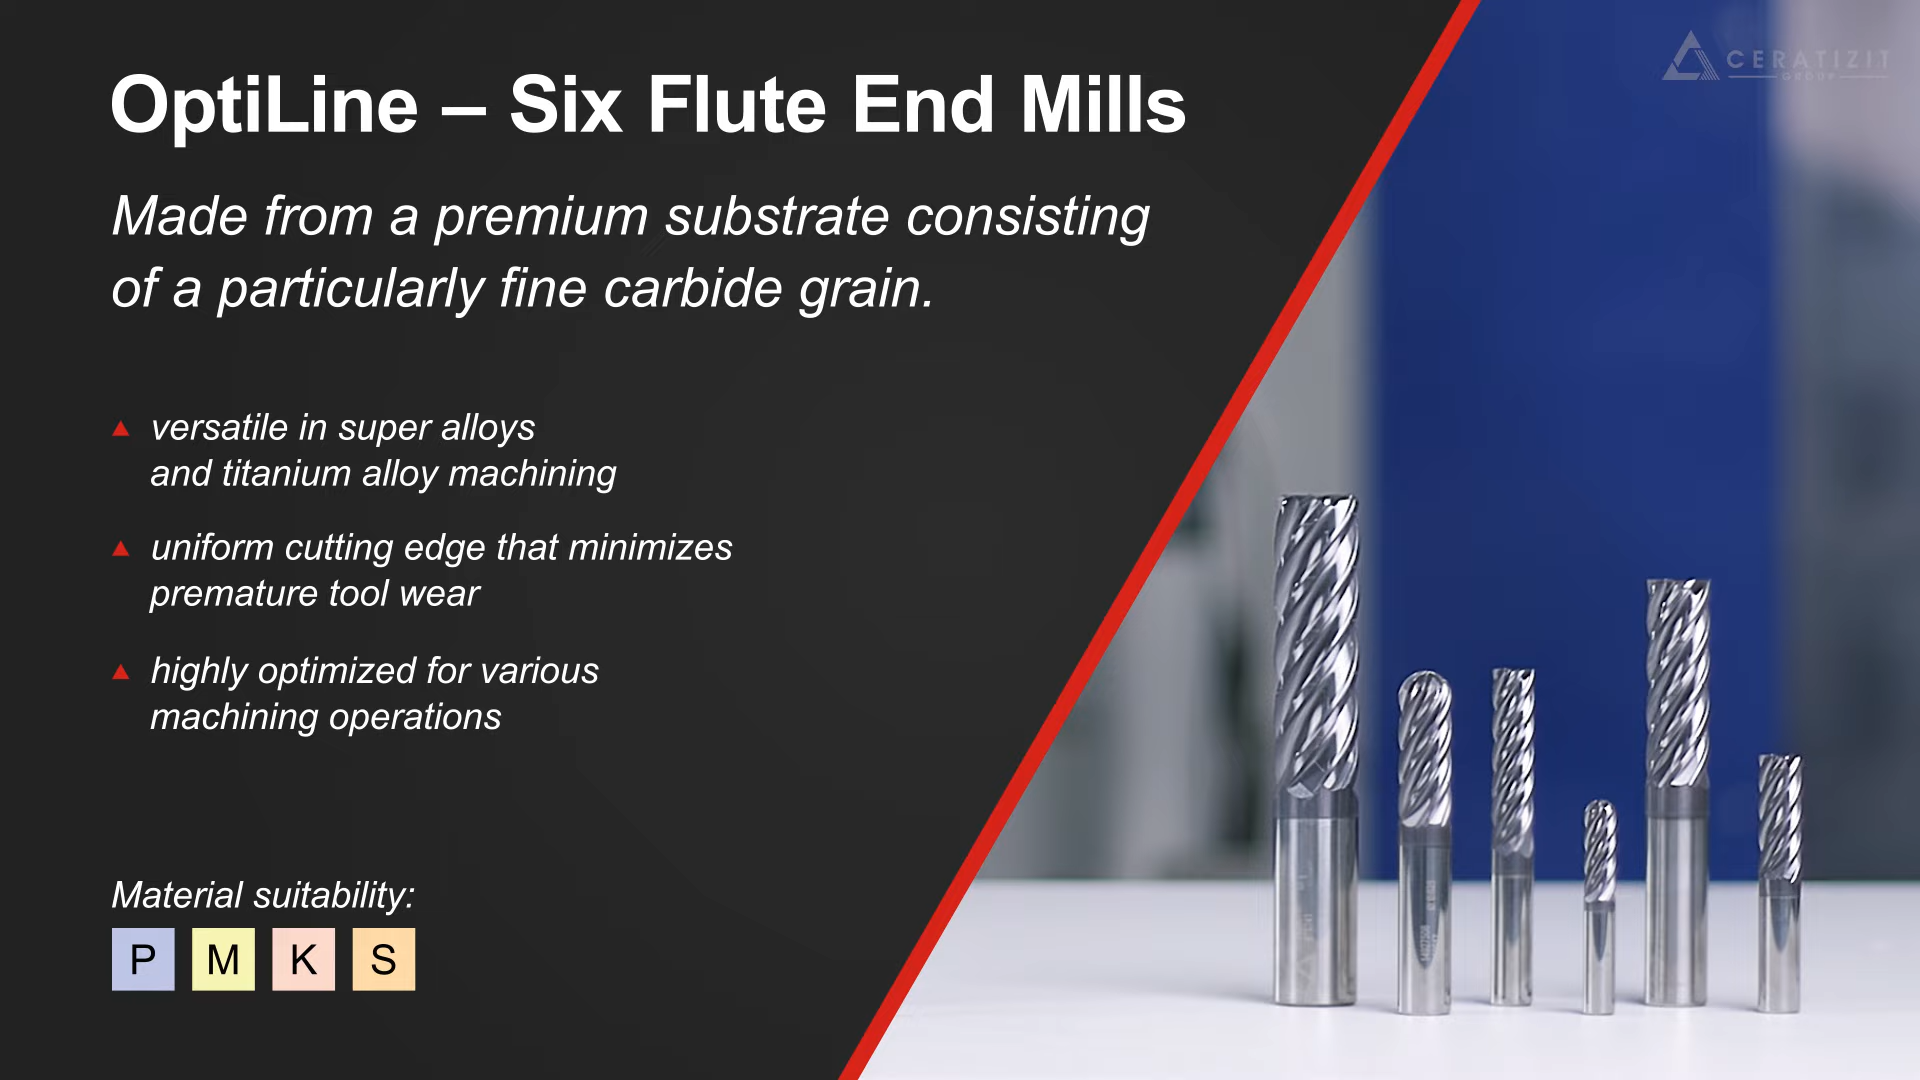 OptiLine – Six Flute End Mills
Made from a premium substrate consisting
of a particularly fine carbide grain.
versatile in super alloys
and titanium alloy machining
uniform cutting edge that minimizes
premature tool wear
highly optimized for various
machining operations
Material suitability:
P M K S
CERATIZIT
GROUP